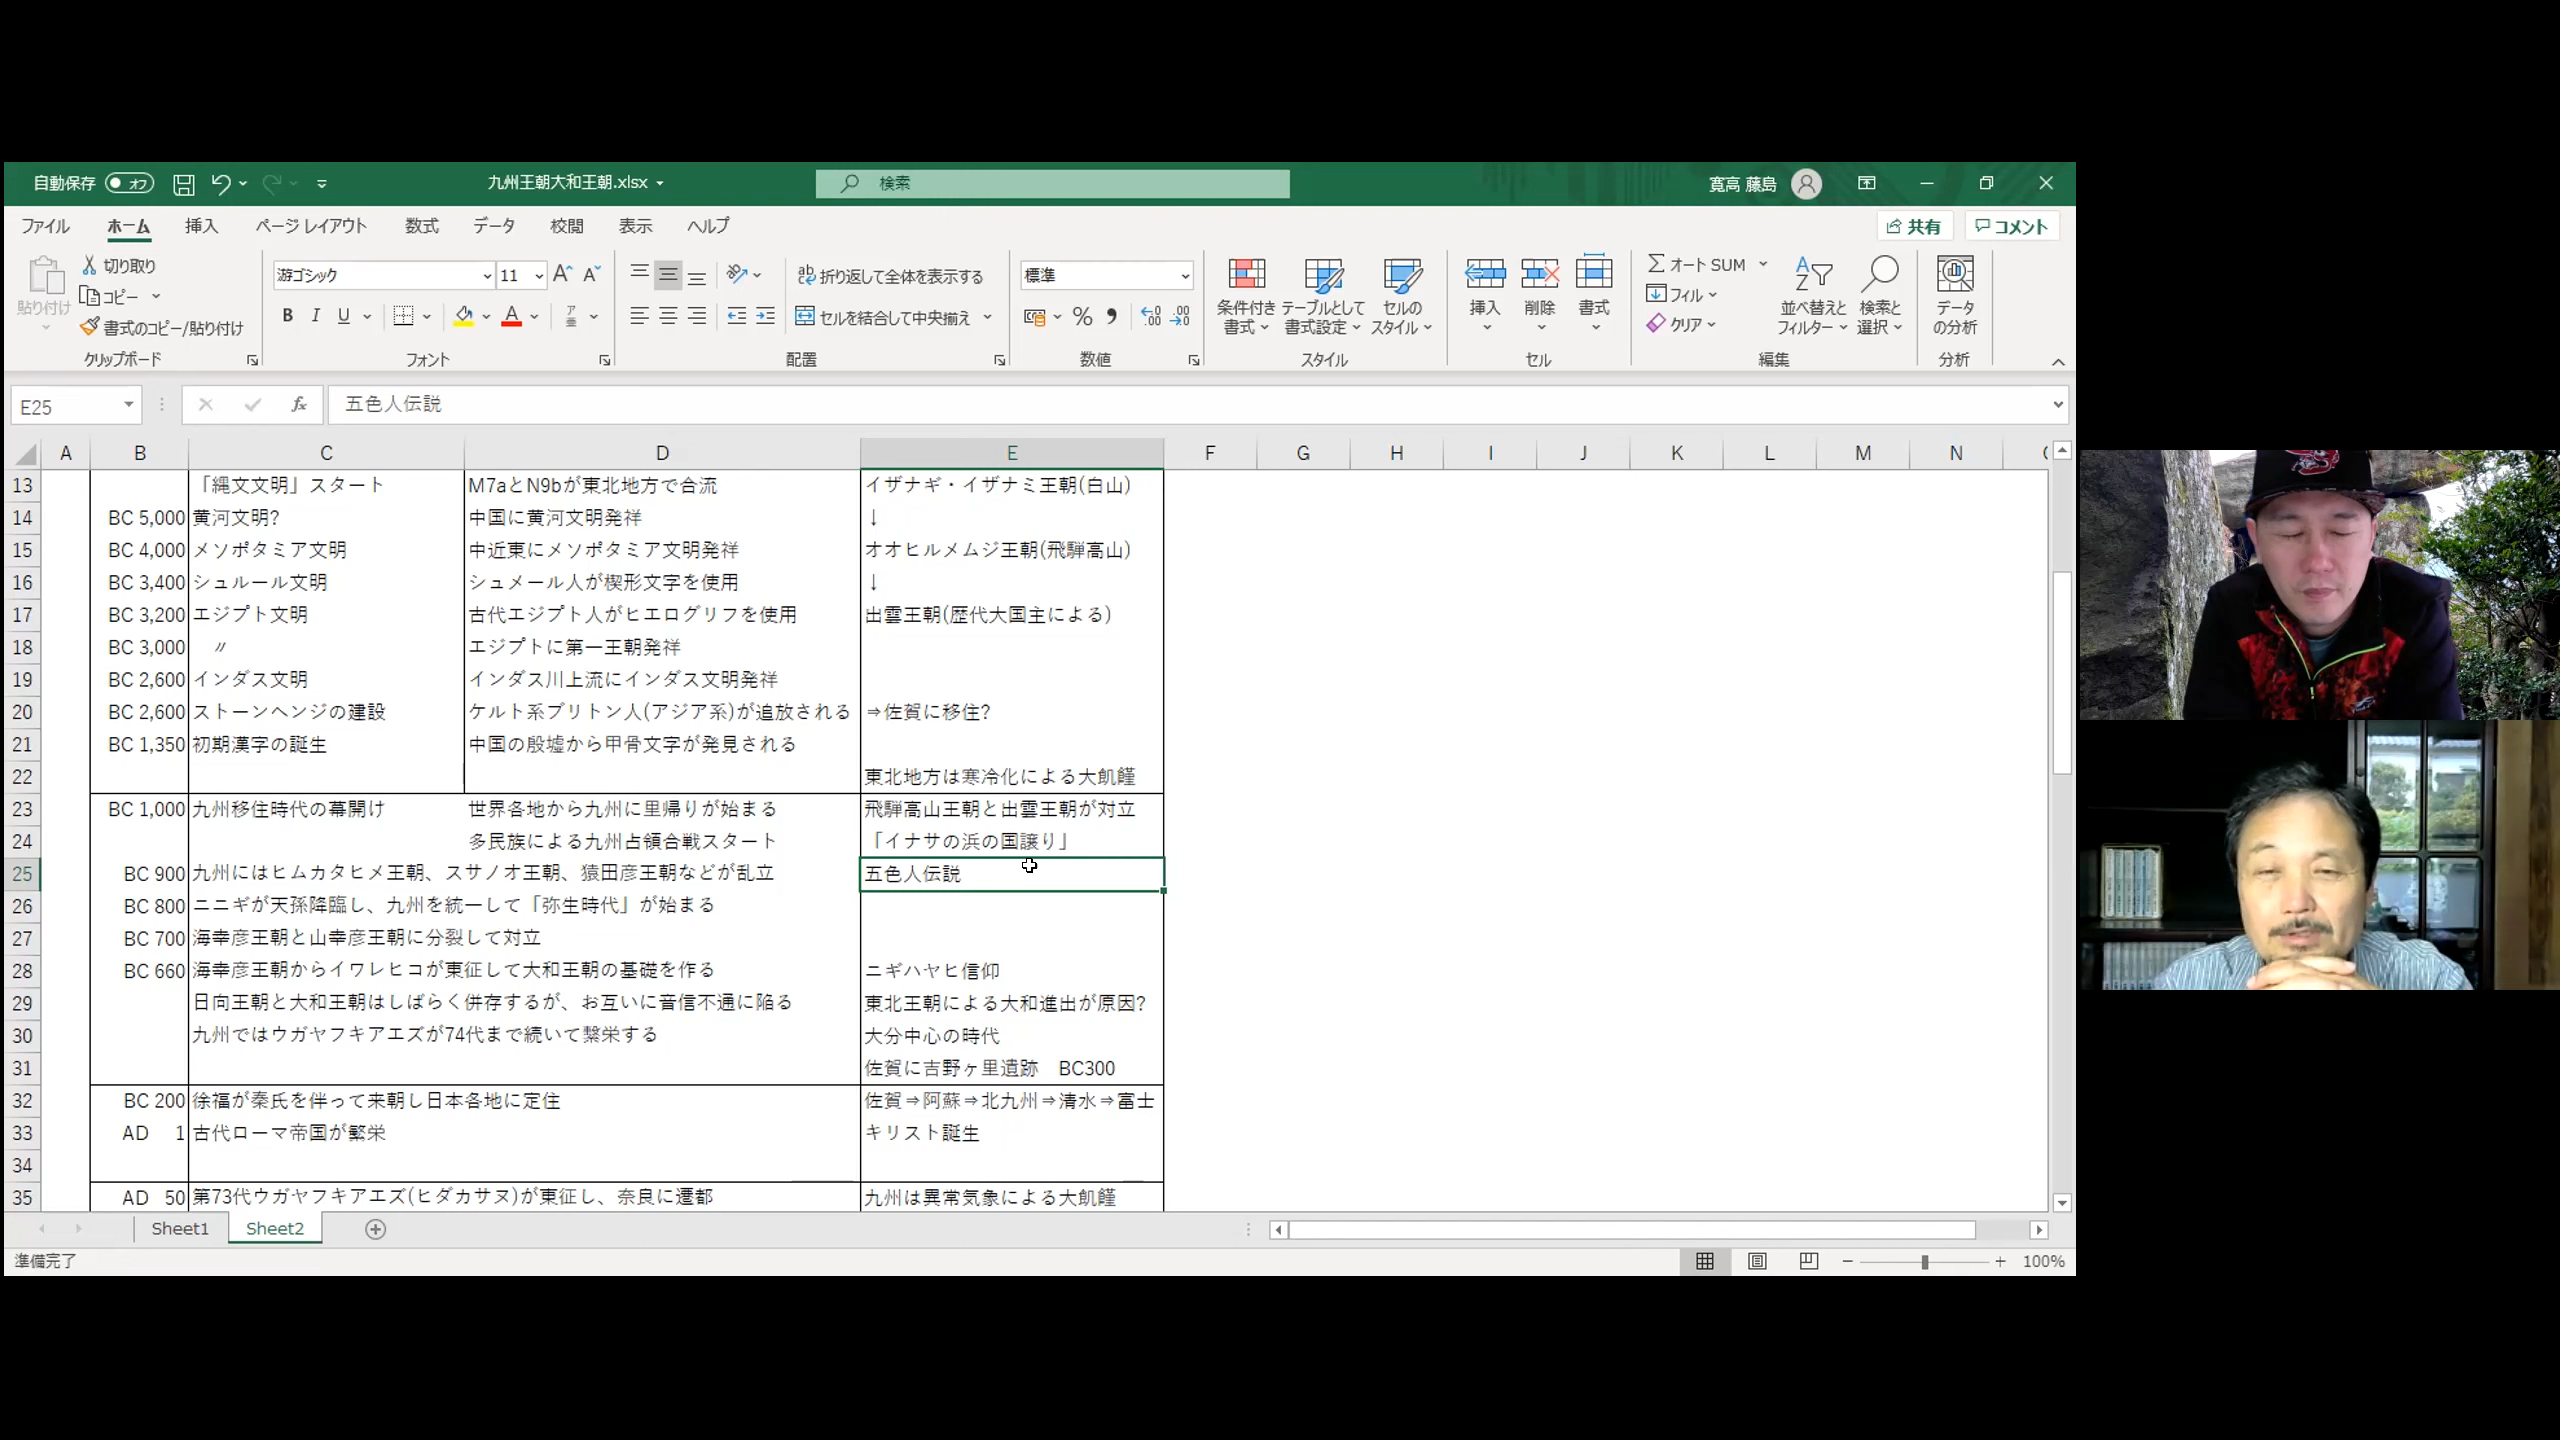 自動保存 オフ 九州王朝大和王朝.xlsx 検索 寛高 藤島
ファイル ホーム 挿入 ページ レイアウト 数式 データ 校閲 表示 ヘルプ 共有 コメント
貼り付け 切り取り コピー 書式のコピー/貼り付け クリップボード
游ゴシック 11 B I U フォント
折り返して全体を表示する セルを結合して中央揃え 配置
標準 % 数値
条件付き書式 テーブルとして書式設定 セルのスタイル スタイル
挿入 削除 書式 セル
オート SUM フィル クリア 並べ替えとフィルター 検索と選択 編集
データの分析 分析
E25 fx 五色人伝説
A B C D E F G H I J K L M N
13 「縄文文明」スタート M7aとN9bが東北地方で合流 イザナギ・イザナミ王朝(白山)
14 BC 5,000 黄河文明? 中国に黄河文明発祥 ↓
15 BC 4,000 メソポタミア文明 中近東にメソポタミア文明発祥 オオヒルメムジ王朝(飛騨高山)
16 BC 3,400 シュルール文明 シュメール人が楔形文字を使用 ↓
17 BC 3,200 エジプト文明 古代エジプト人がヒエログリフを使用 出雲王朝(歴代大国主による)
18 BC 3,000 〃 エジプトに第一王朝発祥
19 BC 2,600 インダス文明 インダス川上流にインダス文明発祥
20 BC 2,600 ストーンヘンジの建設 ケルト系ブリトン人(アジア系)が追放される ⇒佐賀に移住?
21 BC 1,350 初期漢字の誕生 中国の殷墟から甲骨文字が発見される
22 東北地方は寒冷化による大飢饉
23 BC 1,000 九州移住時代の幕開け 世界各地から九州に里帰りが始まる 飛騨高山王朝と出雲王朝が対立
24 多民族による九州占領合戦スタート 「イナサの浜の国譲り」
25 BC 900 九州にはヒムカタヒメ王朝、スサノオ王朝、猿田彦王朝などが乱立 五色人伝説
26 BC 800 ニニギが天孫降臨し、九州を統一して「弥生時代」が始まる
27 BC 700 海幸彦王朝と山幸彦王朝に分裂して対立
28 BC 660 海幸彦王朝からイワレヒコが東征して大和王朝の基礎を作る ニギハヤヒ信仰
29 日向王朝と大和王朝はしばらく併存するが、お互いに音信不通に陥る 東北王朝による大和進出が原因?
30 九州ではウガヤフキアエズが74代まで続いて繫栄する 大分中心の時代
31 佐賀に吉野ヶ里遺跡 BC300
32 BC 200 徐福が秦氏を伴って来朝し日本各地に定住 佐賀⇒阿蘇⇒北九州⇒清水⇒富士
33 AD 1 古代ローマ帝国が繁栄 キリスト誕生
34
35 AD 50 第73代ウガヤフキアエズ(ヒダカサヌ)が東征し、奈良に遷都 九州は異常気象による大飢饉
Sheet1 Sheet2
準備完了 100%